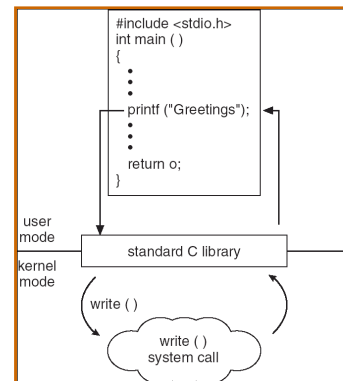 #include <stdio.h>
int main ( )
{
•
•
•
printf ("Greetings");
•
•
•
return o;
}
user
mode
standard C library
kernel
mode
write ( )
write ( )
system call